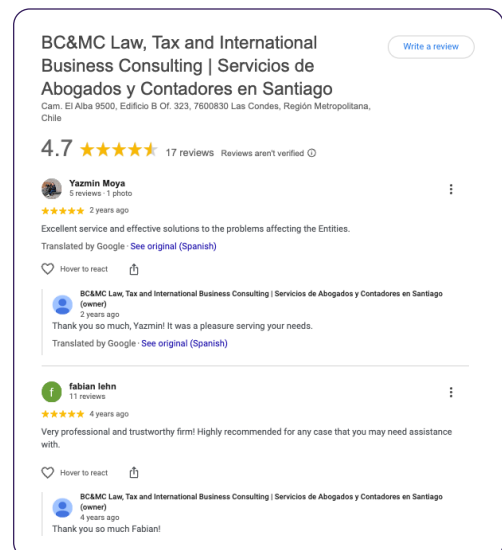 BC&MC Law, Tax and International
Business Consulting | Servicios de
Abogados y Contadores en Santiago
Write a review
Cam. El Alba 9500, Edificio B Of. 323, 7600830 Las Condes, Región Metropolitana,
Chile
4.7 17 reviews Reviews aren't verified
Yazmin Moya
5 reviews · 1 photo
2 years ago
Excellent service and effective solutions to the problems affecting the Entities.
Translated by Google · See original (Spanish)
Hover to react
BC&MC Law, Tax and International Business Consulting | Servicios de Abogados y Contadores en Santiago
(owner)
2 years ago
Thank you so much, Yazmin! It was a pleasure serving your needs.
Translated by Google · See original (Spanish)
f
fabian lehn
11 reviews
4 years ago
Very professional and trustworthy firm! Highly recommended for any case that you may need assistance
with.
Hover to react
BC&MC Law, Tax and International Business Consulting | Servicios de Abogados y Contadores en Santiago
(owner)
4 years ago
Thank you so much Fabian!